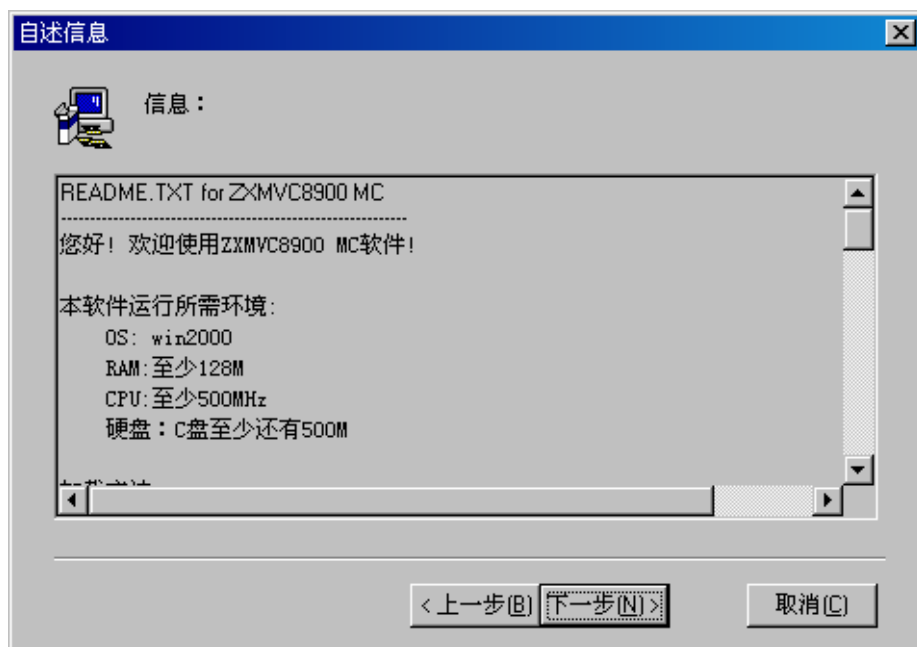 自述信息
信息：
README.TXT for ZXMVC8900 MC
------------------------------------------------------------
您好! 欢迎使用ZXMVC8900 MC软件!
本软件运行所需环境:
OS: win2000
RAM:至少128M
CPU:至少500MHz
硬盘：C盘至少还有500M
<上一步(B)
下一步(N)>
取消(C)